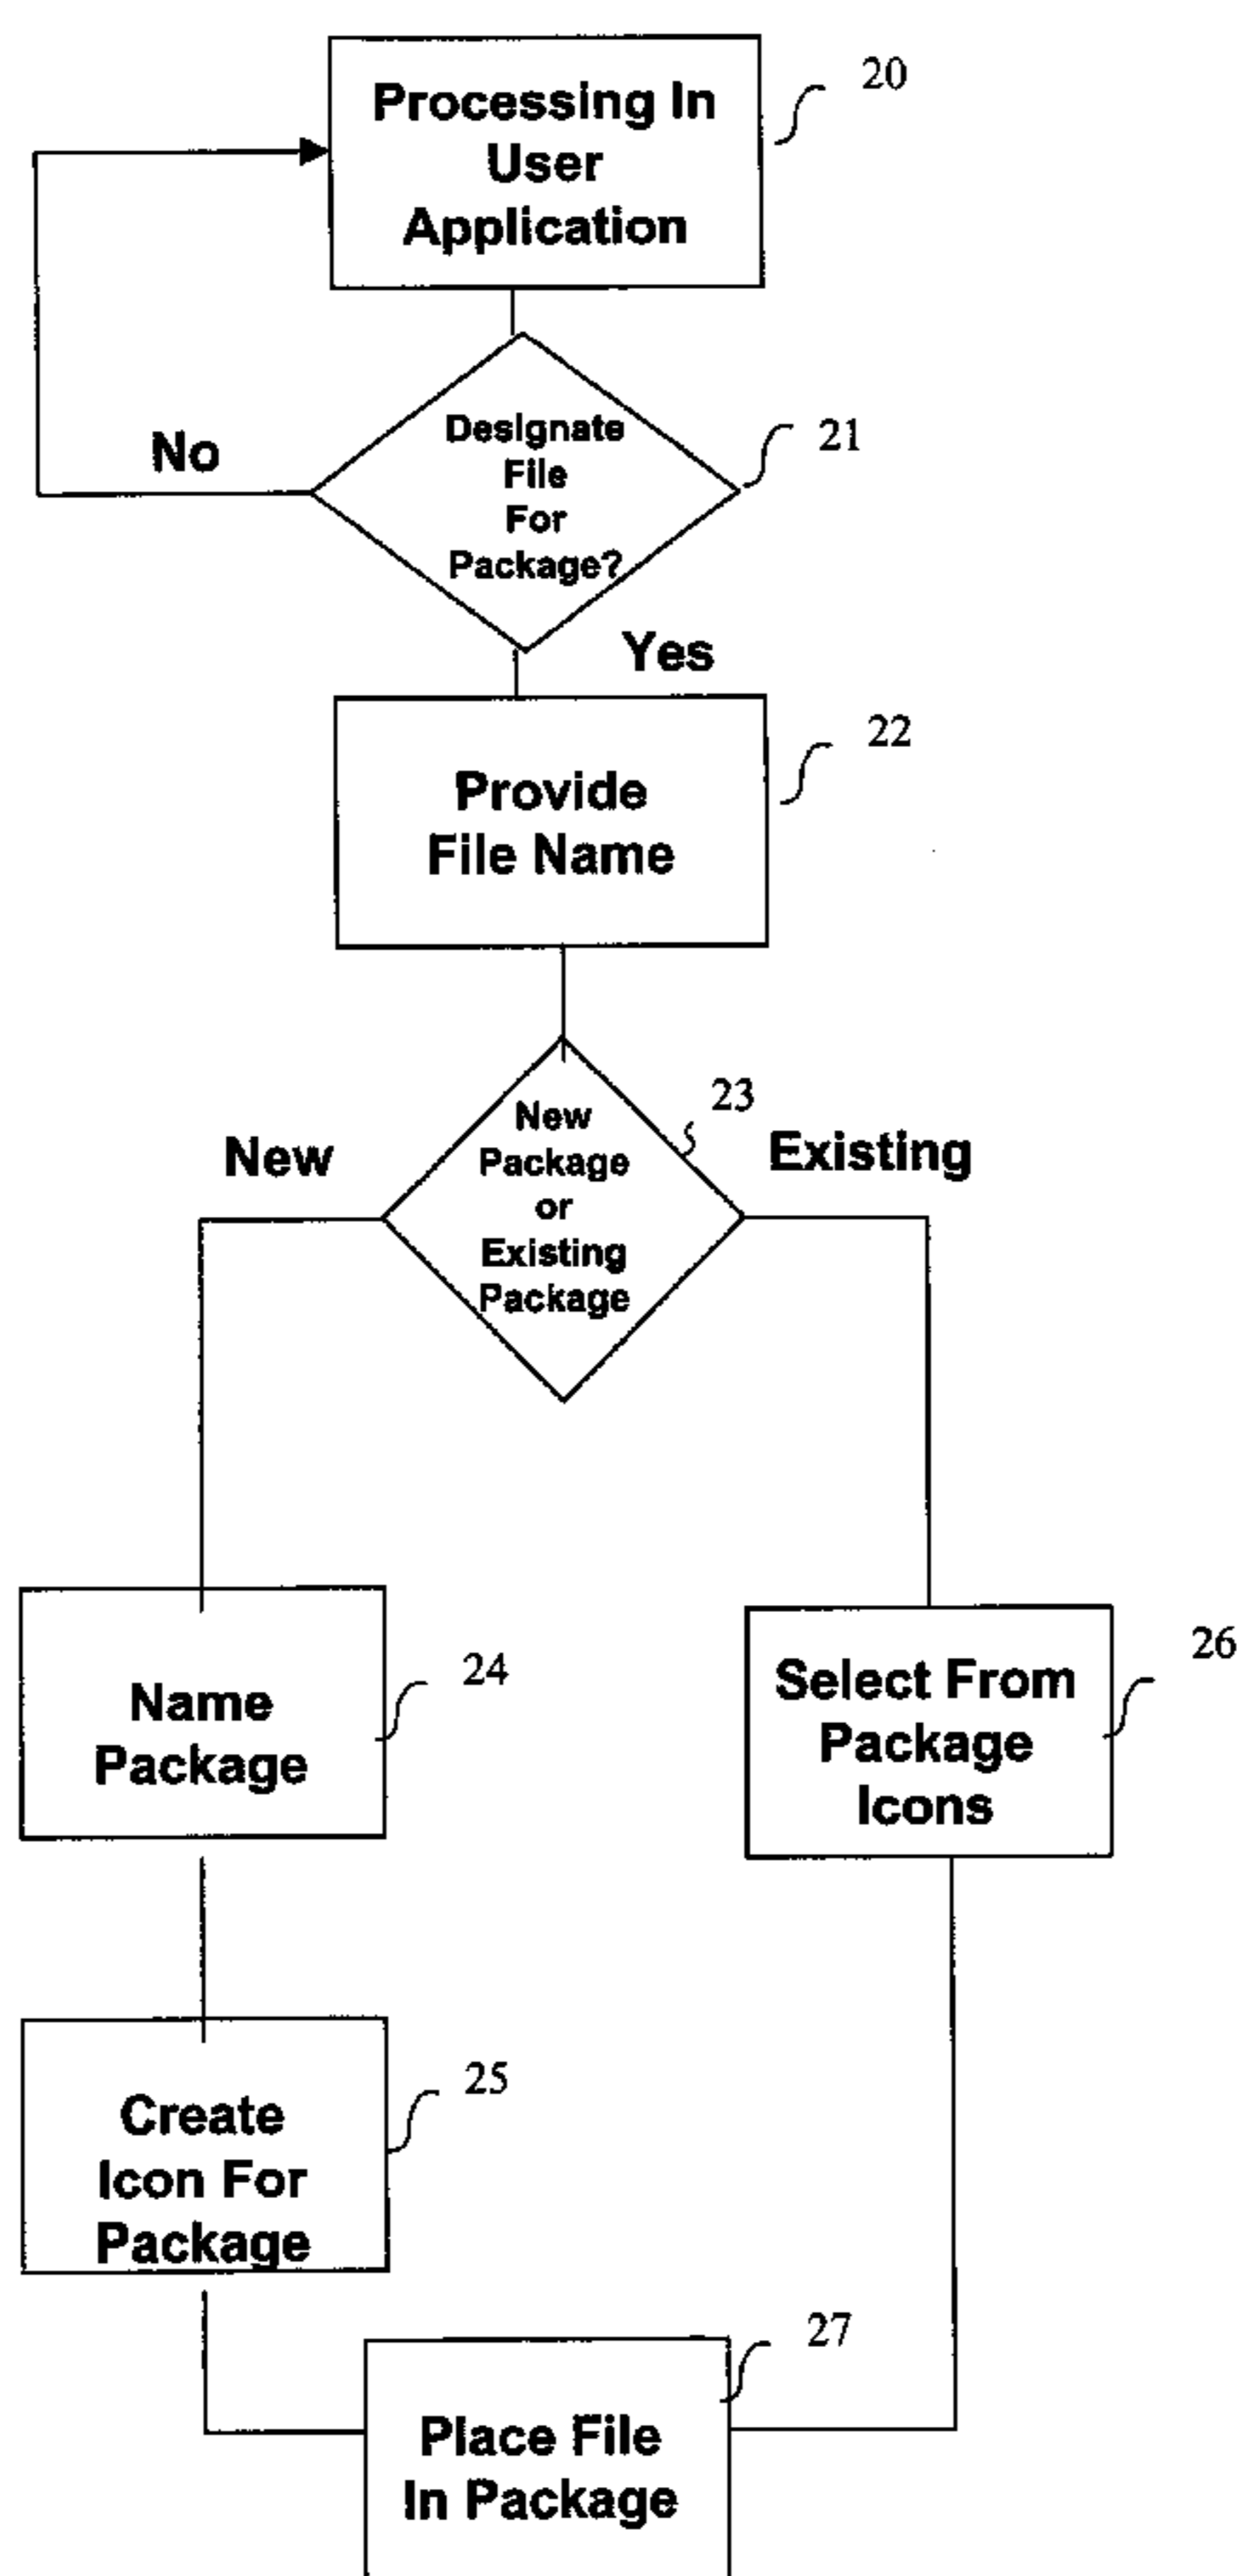 Processing In
User
Application
20
Designate
File
For
Package?
21
No
Yes
Provide
File Name
22
New
Package
or
Existing
Package
23
New
Existing
Name
Package
24
Select From
Package
Icons
26
Create
Icon For
Package
25
Place File
In Package
27